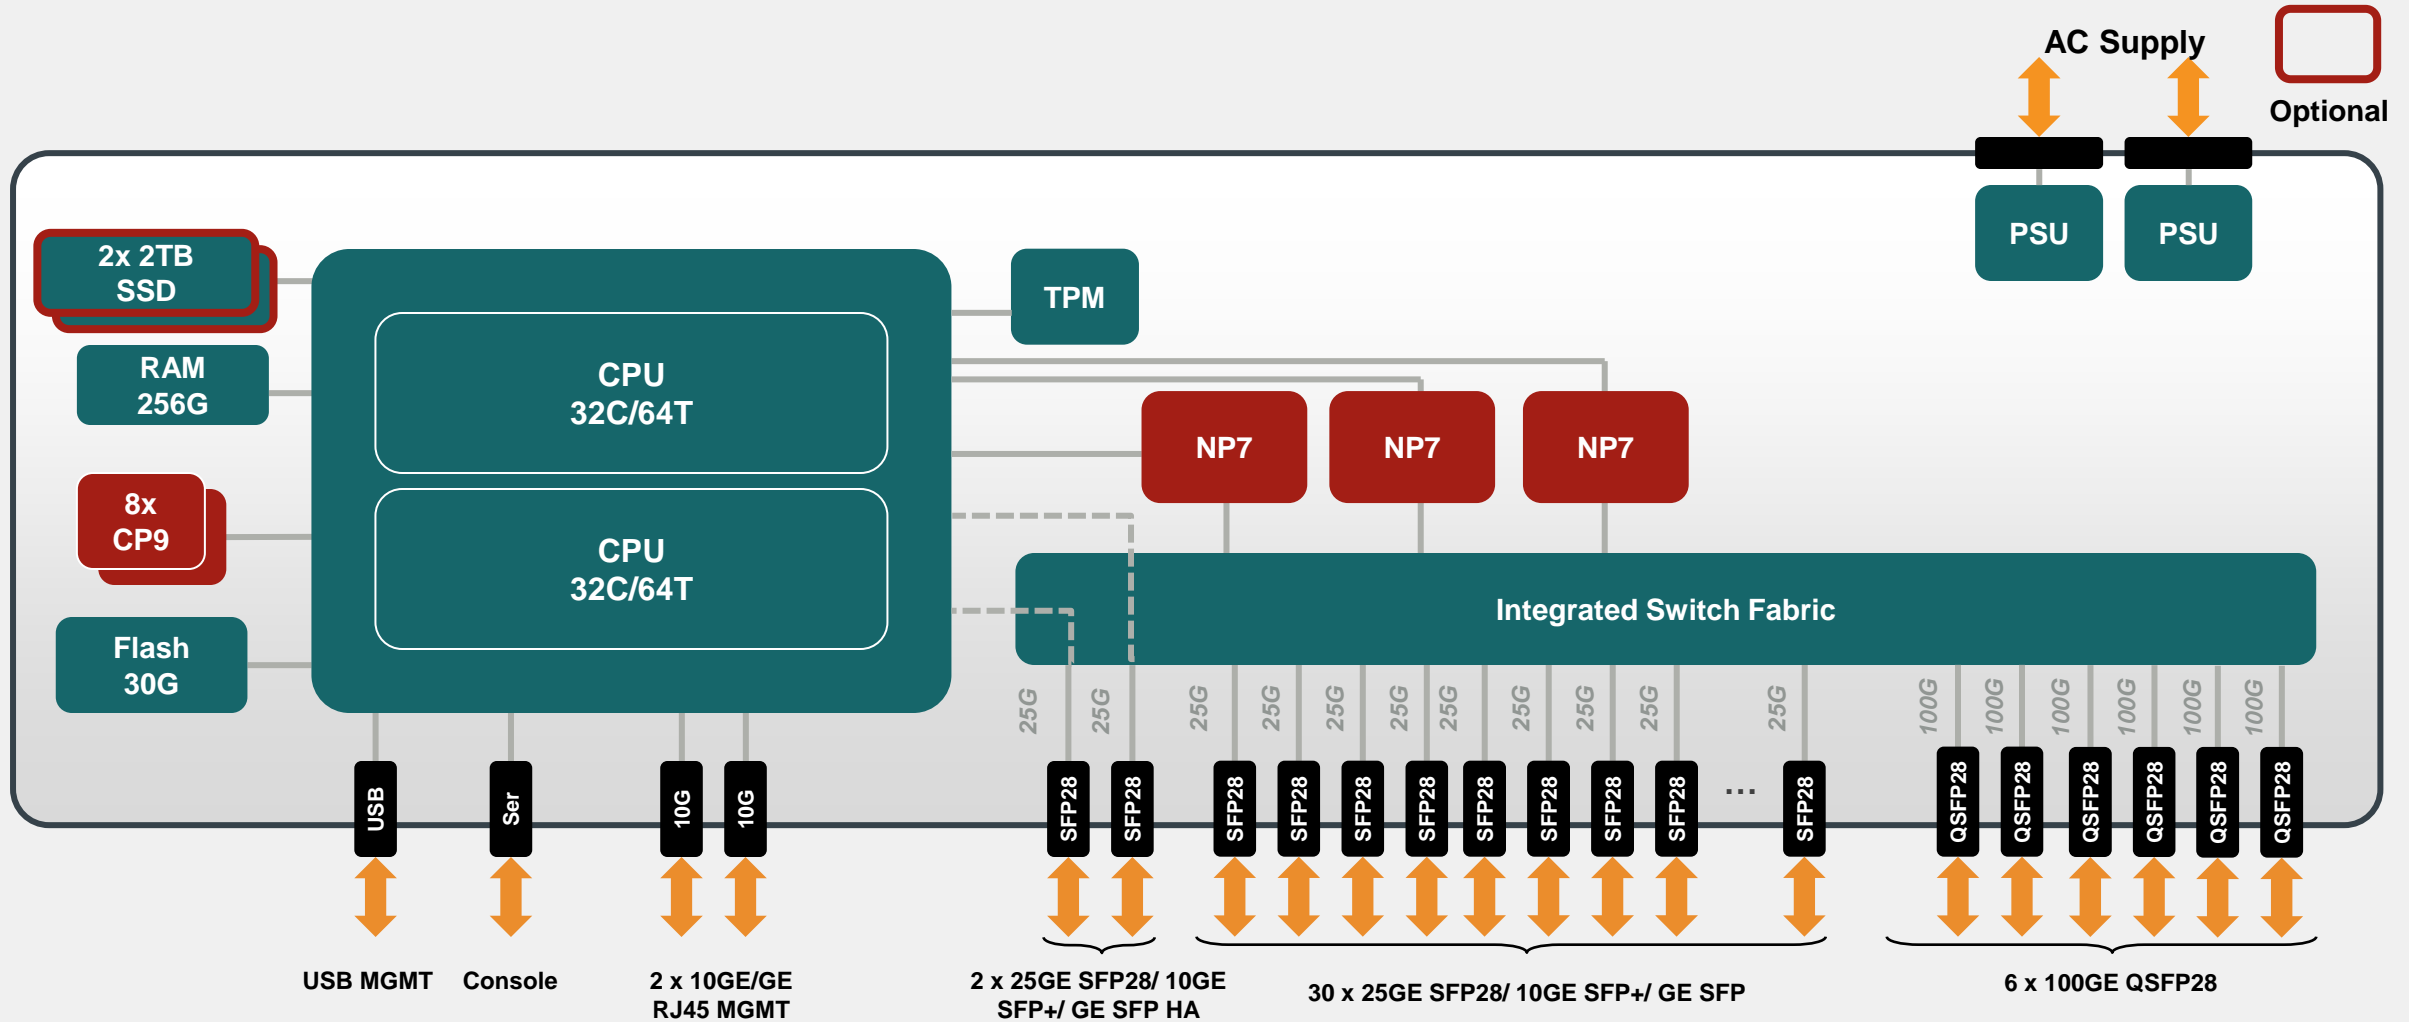 AC Supply
Optional
PSU
PSU
2x 2TB
SSD
TPM
RAM
256G
CPU
32C/64T
NP7
NP7
NP7
8x
CP9
CPU
32C/64T
Integrated Switch Fabric
Flash
30G
25G
25G
25G
25G
25G
25G
25G
25G
25G
25G
100G
100G
100G
100G
100G
100G
USB
Ser
10G
10G
SFP28
SFP28
SFP28
SFP28
SFP28
SFP28
SFP28
SFP28
SFP28
SFP28
...
SFP28
QSFP28
QSFP28
QSFP28
QSFP28
QSFP28
QSFP28
USB MGMT
Console
2 x 10GE/GE
RJ45 MGMT
2 x 25GE SFP28/ 10GE
SFP+/ GE SFP HA
30 x 25GE SFP28/ 10GE SFP+/ GE SFP
6 x 100GE QSFP28